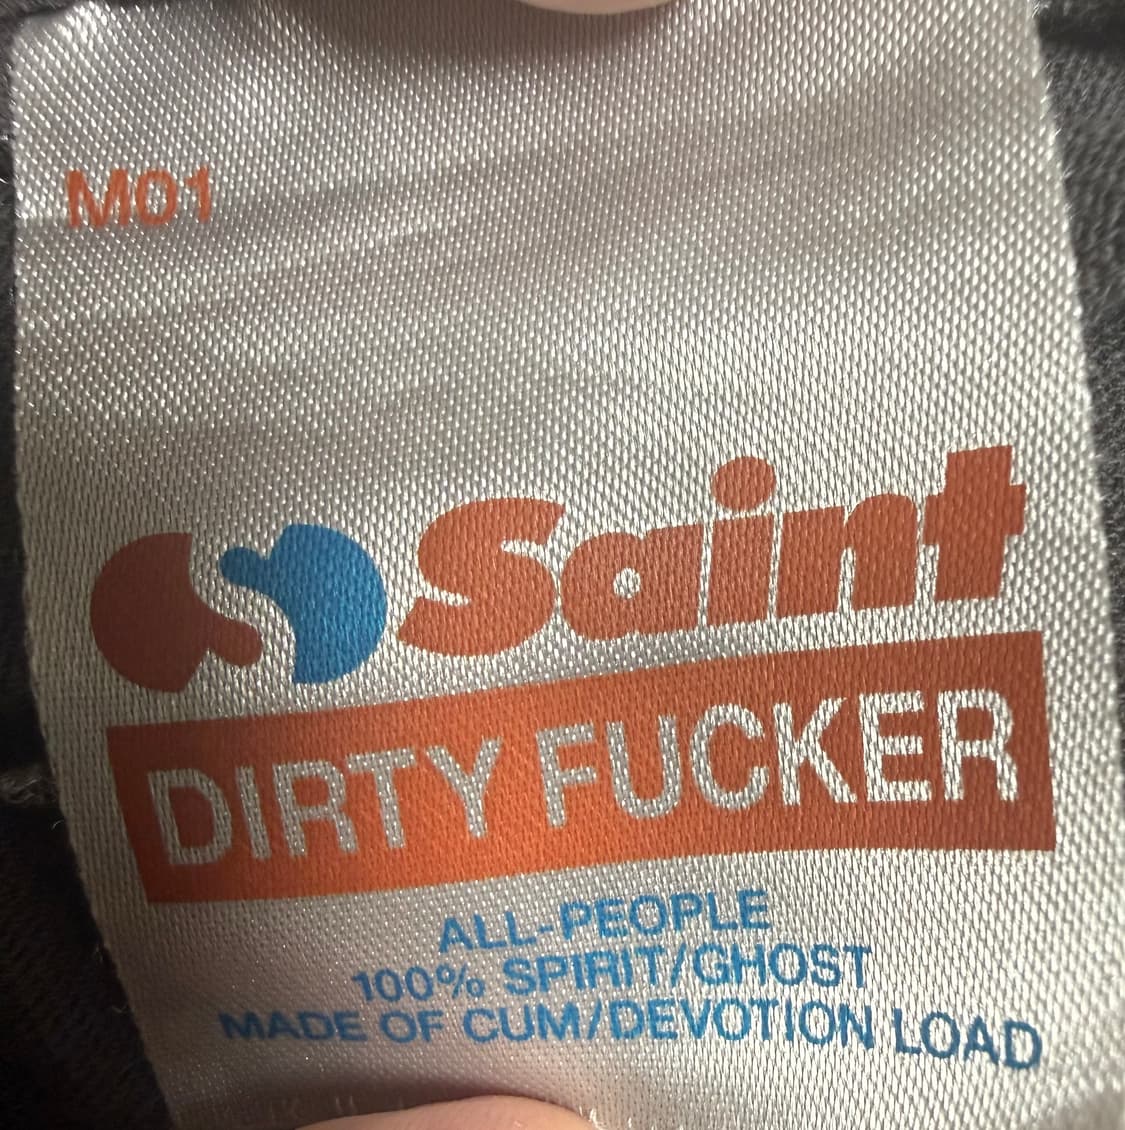 M01
Saint
DIRTY FUCKER
ALL-PEOPLE
100% SPIRIT/GHOST
MADE OF CUM/DEVOTION LOAD